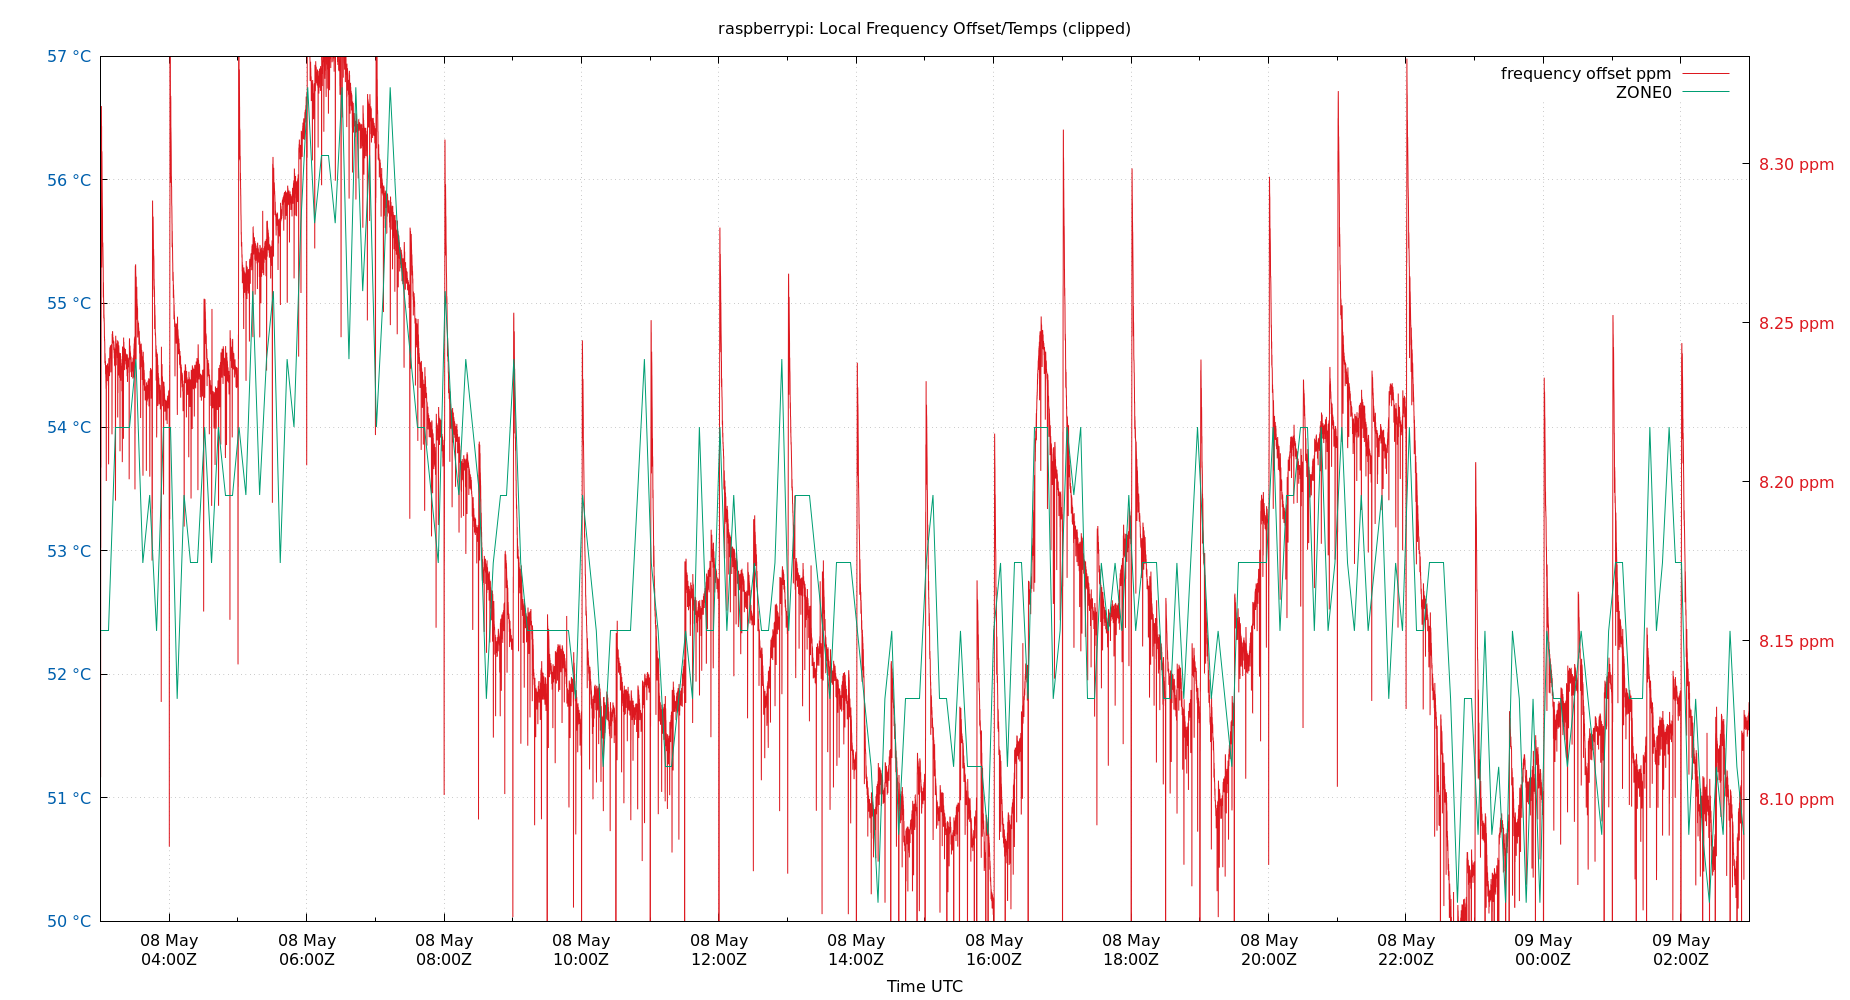 raspberrypi: Local Frequency Offset/Temps (clipped)
57 °C
56 °C
55 °C
54 °C
53 °C
52 °C
51 °C
50 °C
frequency offset ppm
ZONE0
8.30 ppm
8.25 ppm
8.20 ppm
8.15 ppm
8.10 ppm
08 May 08 May 08 May 08 May 08 May 08 May 08 May 08 May 08 May 08 May 09 May 09 May
04:00Z 06:00Z 08:00Z 10:00Z 12:00Z 14:00Z 16:00Z 18:00Z 20:00Z 22:00Z 00:00Z 02:00Z
Time UTC